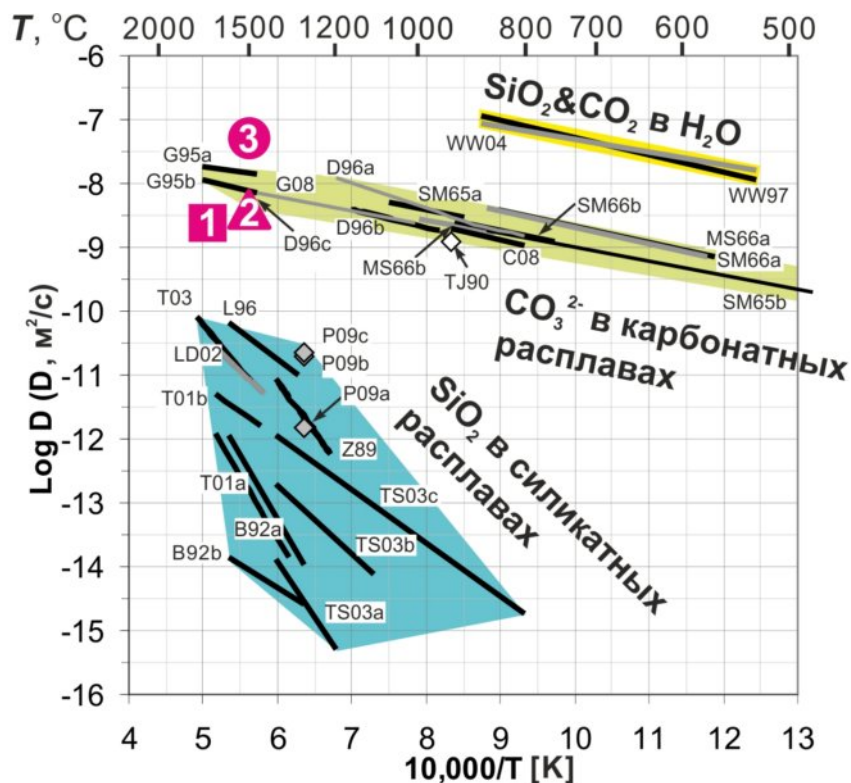 T, °C
2000 1500 1200 1000 800 700 600 500
-6
SiO₂&CO₂ в H₂O
-7
WW04
3
G95a
D96a
WW97
-8
G95b
G08
SM65a
SM66b
1
2
D96c
D96b
-9
MS66b
C08
MS66a
SM66a
TJ90
SM65b
CO₃²⁻ в карбонатных
расплавах
-10
T03
L96
P09c
LD02
P09b
-11
P09a
T01b
SiO₂ в силикатных
расплавах
-12
Z89
T01a
TS03c
-13
B92a
TS03b
B92b
-14
TS03a
-15
-16
Log D (D, м²/с)
4 5 6 7 8 9 10 11 12 13
10,000/T [K]